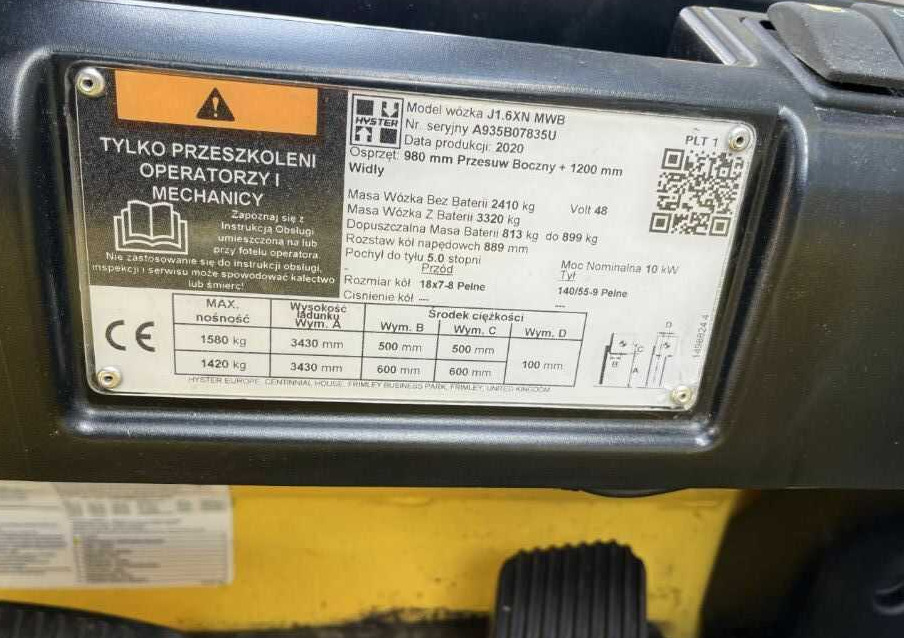 TYLKO PRZESZKOLENI
OPERATORZY I
MECHANICY
Zapoznaj się z
Instrukcją Obsługi
umieszczoną na lub
przy fotelu operatora.
Nie zastosowanie się do instrukcji obsługi,
inspekcji i serwisu może spowodować kalectwo
lub śmierć!
HYSTER
Model wózka J1.6XN MWB
Nr. seryjny A935B07835U
Data produkcji: 2020
Osprzęt: 980 mm Przesuw Boczny + 1200 mm
Widly
PLT 1
Masa Wózka Bez Baterii 2410 kg Volt 48
Masa Wózka Z Baterii 3320 kg
Dopuszczalna Masa Baterii 813 kg do 899 kg
Rozstaw kół napędowch 889 mm
Pochył do tyłu 5.0 stopni Moc Nominalna 10 kW
- Przód Tył
Rozmiar kół 18x7-8 Pełne 140/55-9 Pełne
Ciśnienie kół --- ---
CE
MAX. nośność Wysokość ładunku Wym. A Środek ciężkości
Wym. B Wym. C Wym. D
1580 kg 3430 mm 500 mm 500 mm 100 mm
1420 kg 3430 mm 600 mm 600 mm
HYSTER EUROPE, CENTINNIAL HOUSE, FRIMLEY BUSINESS PARK, FRIMLEY, UNITED KINGDOM
D
C
B
A